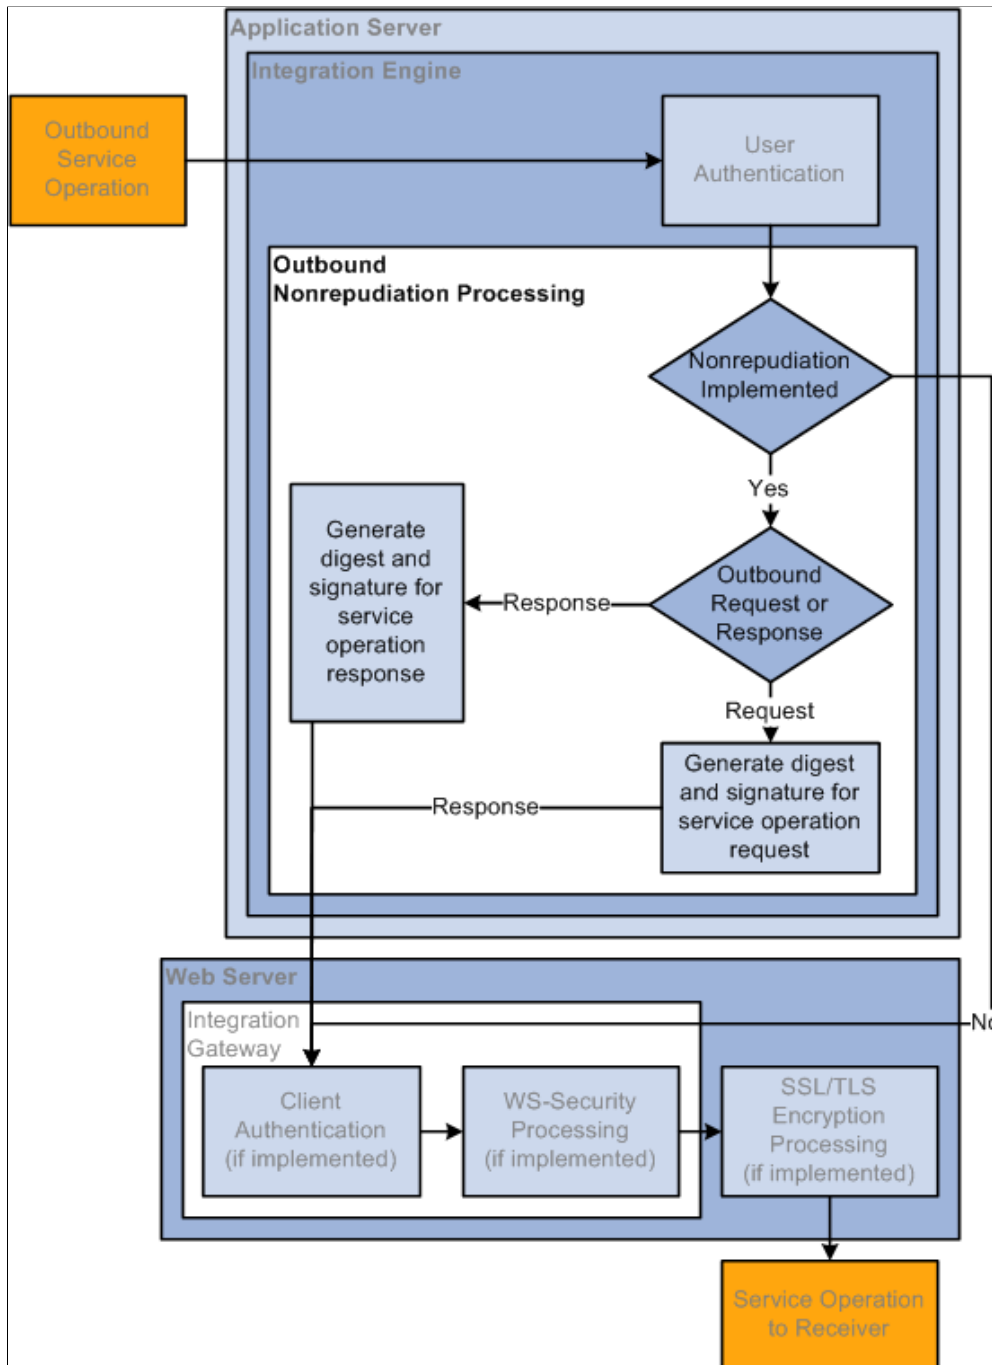 Application Server
Integration Engine
Outbound
Service
Operation
User
Authentication
Outbound
Nonrepudiation Processing
Nonrepudiation
Implemented
Yes
Generate
digest and
signature for
service
operation
response
Response
Outbound
Request or
Response
Request
Generate digest
and signature for
service operation
request
Response
Web Server
Integration
Gateway
No
Client
Authentication
(if implemented)
WS-Security
Processing
(if implemented)
SSL/TLS
Encryption
Processing
(if implemented)
Service Operation
to Receiver